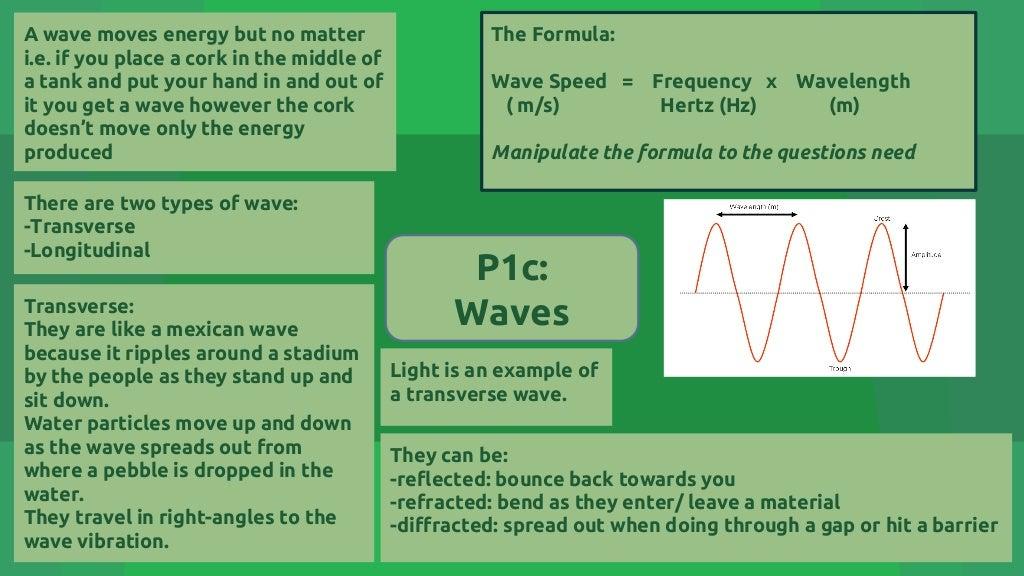 A wave moves energy but no matter
i.e. if you place a cork in the middle of
a tank and put your hand in and out of
it you get a wave however the cork
doesn’t move only the energy
produced
The Formula:
Wave Speed = Frequency x Wavelength
( m/s) Hertz (Hz) (m)
Manipulate the formula to the questions need
There are two types of wave:
-Transverse
-Longitudinal
Wavelength (m)
Crest
Amplitude
Trough
P1c:
Waves
Transverse:
They are like a mexican wave
because it ripples around a stadium
by the people as they stand up and
sit down.
Water particles move up and down
as the wave spreads out from
where a pebble is dropped in the
water.
They travel in right-angles to the
wave vibration.
Light is an example of
a transverse wave.
They can be:
-reflected: bounce back towards you
-refracted: bend as they enter/ leave a material
-diffracted: spread out when doing through a gap or hit a barrier